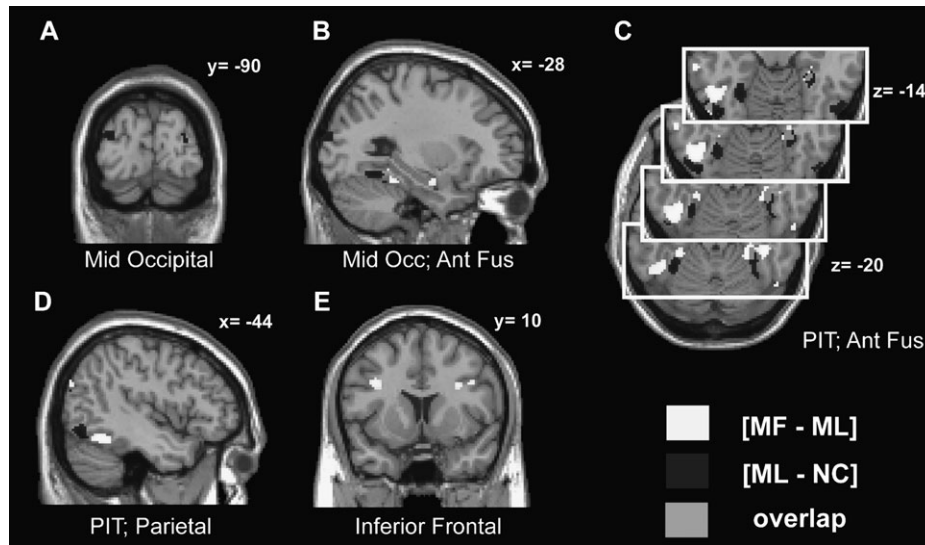 A
y= -90
Mid Occipital
B
x= -28
Mid Occ; Ant Fus
C
z= -14
z= -20
PIT; Ant Fus
D
x= -44
PIT; Parietal
E
y= 10
Inferior Frontal
[MF - ML]
[ML - NC]
overlap